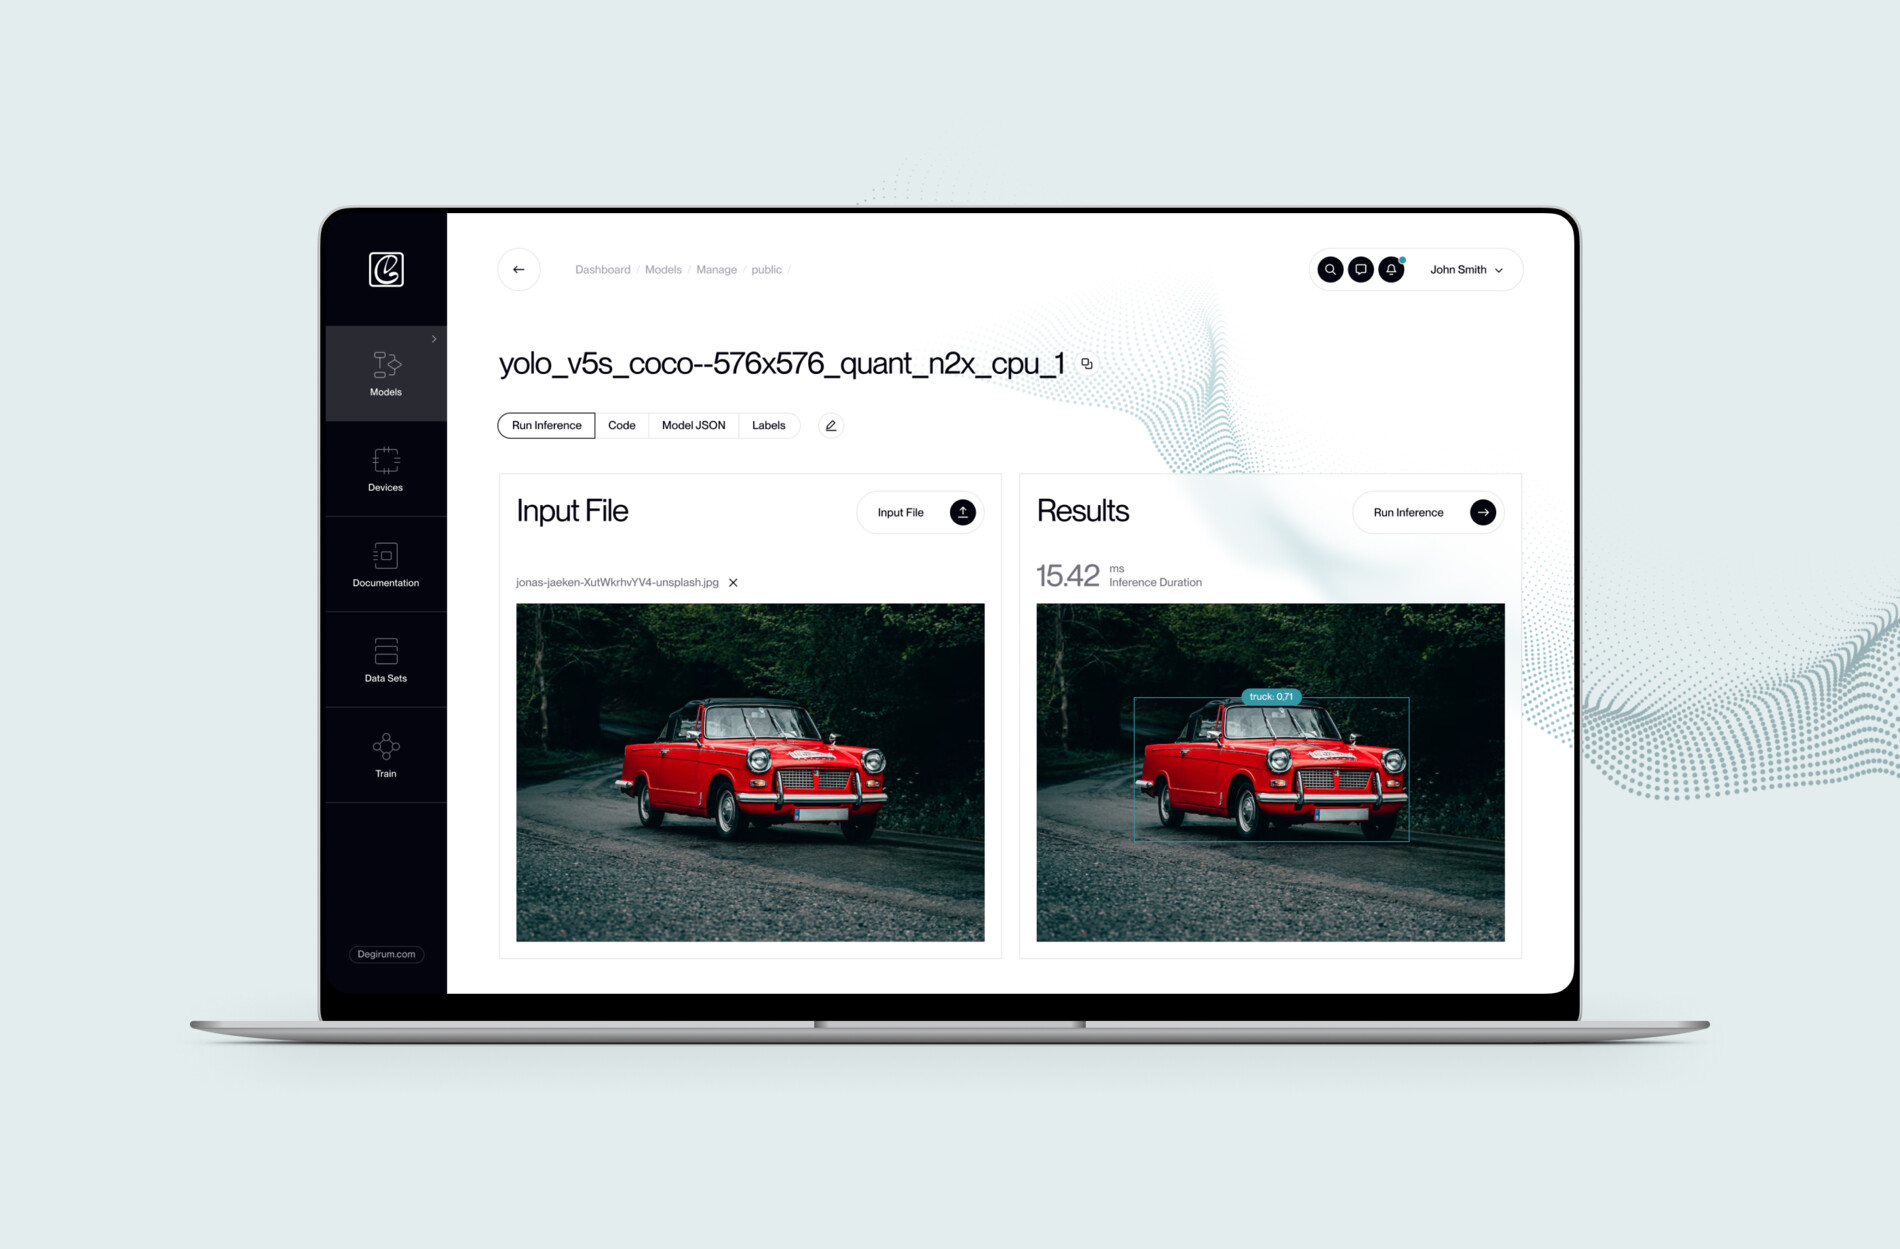 Dashboard / Models / Manage / public /
John Smith
Models
Devices
Documentation
Data Sets
Train
Degirum.com
yolo_v5s_coco--576x576_quant_n2x_cpu_1
Run Inference
Code
Model JSON
Labels
Input File
Input File
jonas-jaeken-XutWkrhvYV4-unsplash.jpg
Results
Run Inference
15.42 ms
Inference Duration
truck: 0,71